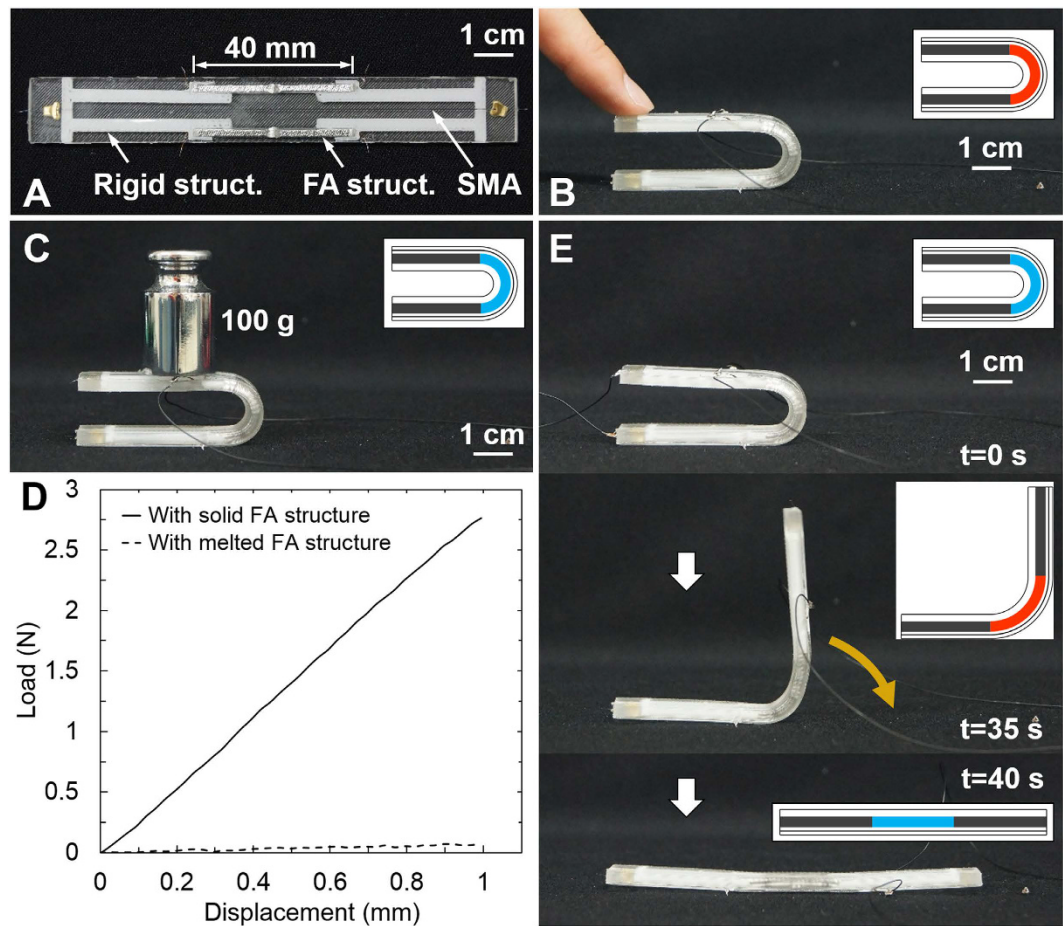 1 cm
40 mm
Rigid struct.
FA struct.
SMA
A
1 cm
B
C
100 g
1 cm
E
1 cm
t=0 s
t=35 s
t=40 s
D
3
2.5
2
1.5
1
0.5
0
Load (N)
With solid FA structure
With melted FA structure
0 0.2 0.4 0.6 0.8 1
Displacement (mm)